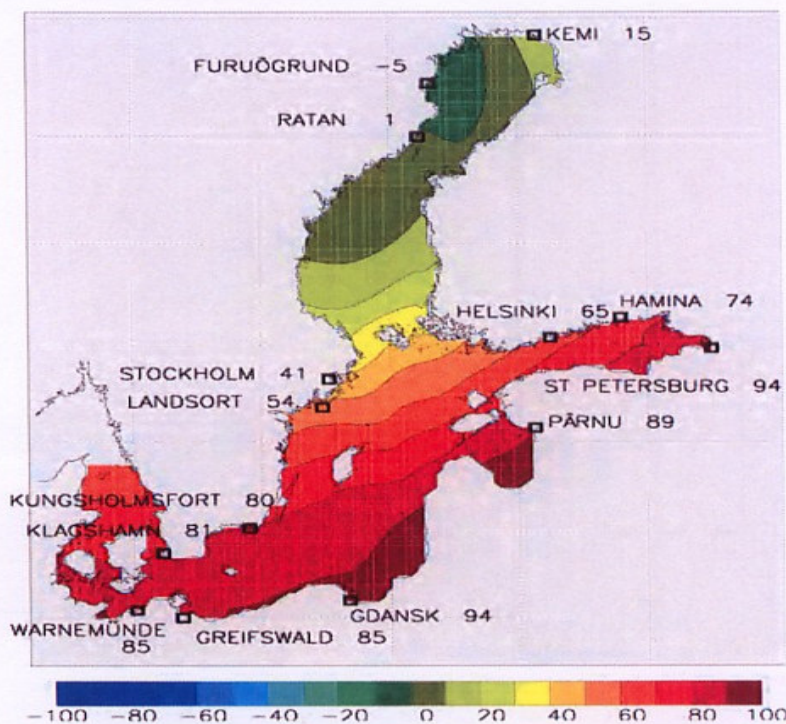 KEMI 15
FURUÖGRUND -5
RATAN 1
HELSINKI 65
HAMINA 74
STOCKHOLM 41
LANDSORT 54
ST PETERSBURG 94
PÄRNU 89
KUNGSHOLMSFORT 80
KLAGSHAMN 81
WARNEMÜNDE 85
GREIFSWALD 85
GDANSK 94
-100 -80 -60 -40 -20 0 20 40 60 80 100